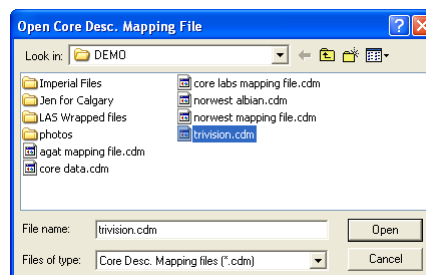 Open Core Desc. Mapping File
Look in: DEMO
Imperial Files
Jen for Calgary
LAS Wrapped files
photos
agat mapping file.cdm
core data.cdm
core labs mapping file.cdm
norwest albian.cdm
norwest mapping file.cdm
trivision.cdm
File name: trivision.cdm Open
Files of type: Core Desc. Mapping files (*.cdm) Cancel